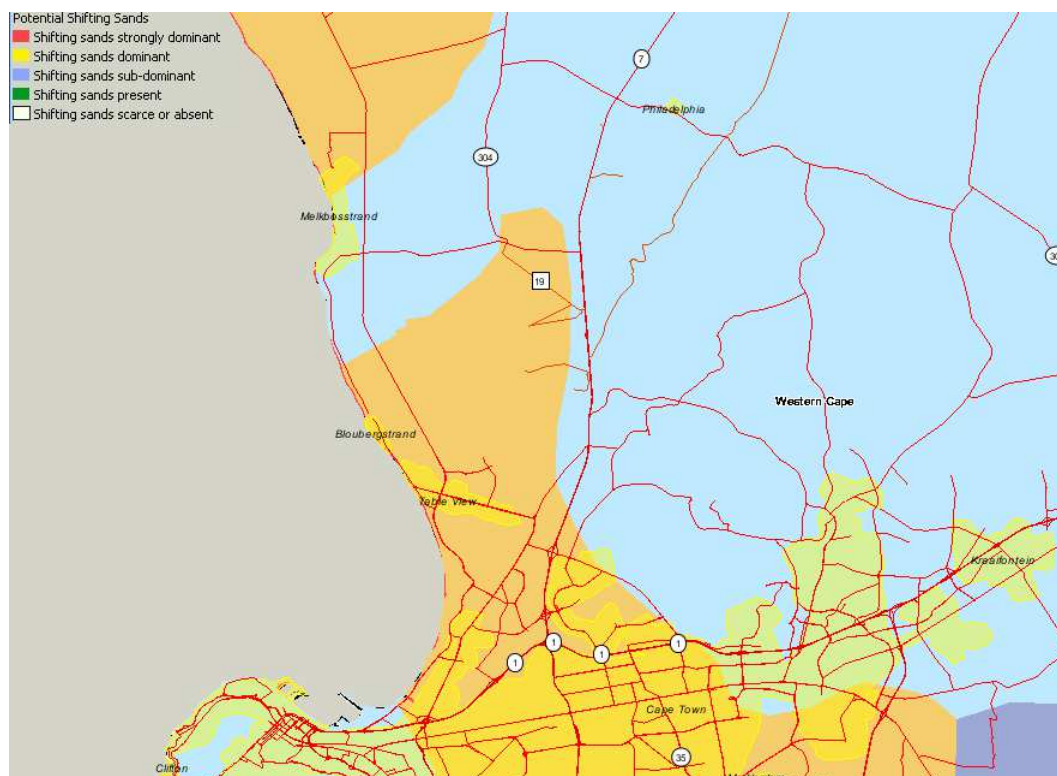 Potential Shifting Sands
Shifting sands strongly dominant
Shifting sands dominant
Shifting sands sub-dominant
Shifting sands present
Shifting sands scarce or absent
7
Philadelphia
304
Melkbosstrand
30
19
Western Cape
Bloubergstrand
Table View
Kraaifontein
1
1
1
1
Cape Town
35
Clifton